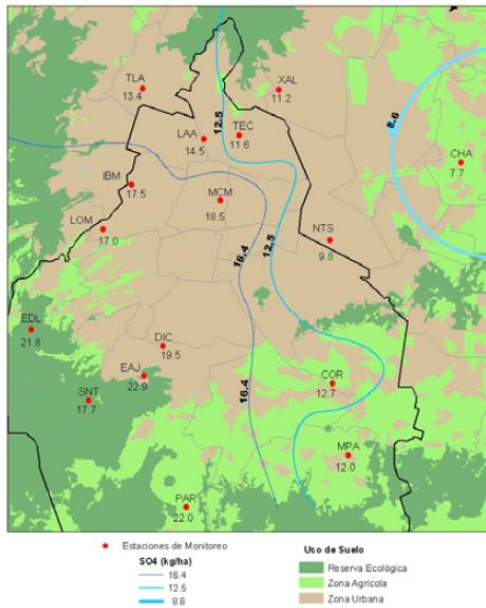 TLA
13.4
XAL
11.2
12.5
8.6
LAA
14.5
TEC
11.6
CHA
7.7
IBM
17.5
MCM
18.5
LOM
17.0
NTS
9.8
16.4
12.5
EDL
21.8
DIC
19.5
EAJ
22.9
COR
12.7
SNT
17.7
16.4
MPA
12.0
PAR
22.0
Estaciones de Monitoreo
SO4 (kg/ha)
16.4
12.5
8.6
Uso de Suelo
Reserva Ecológica
Zona Agrícola
Zona Urbana